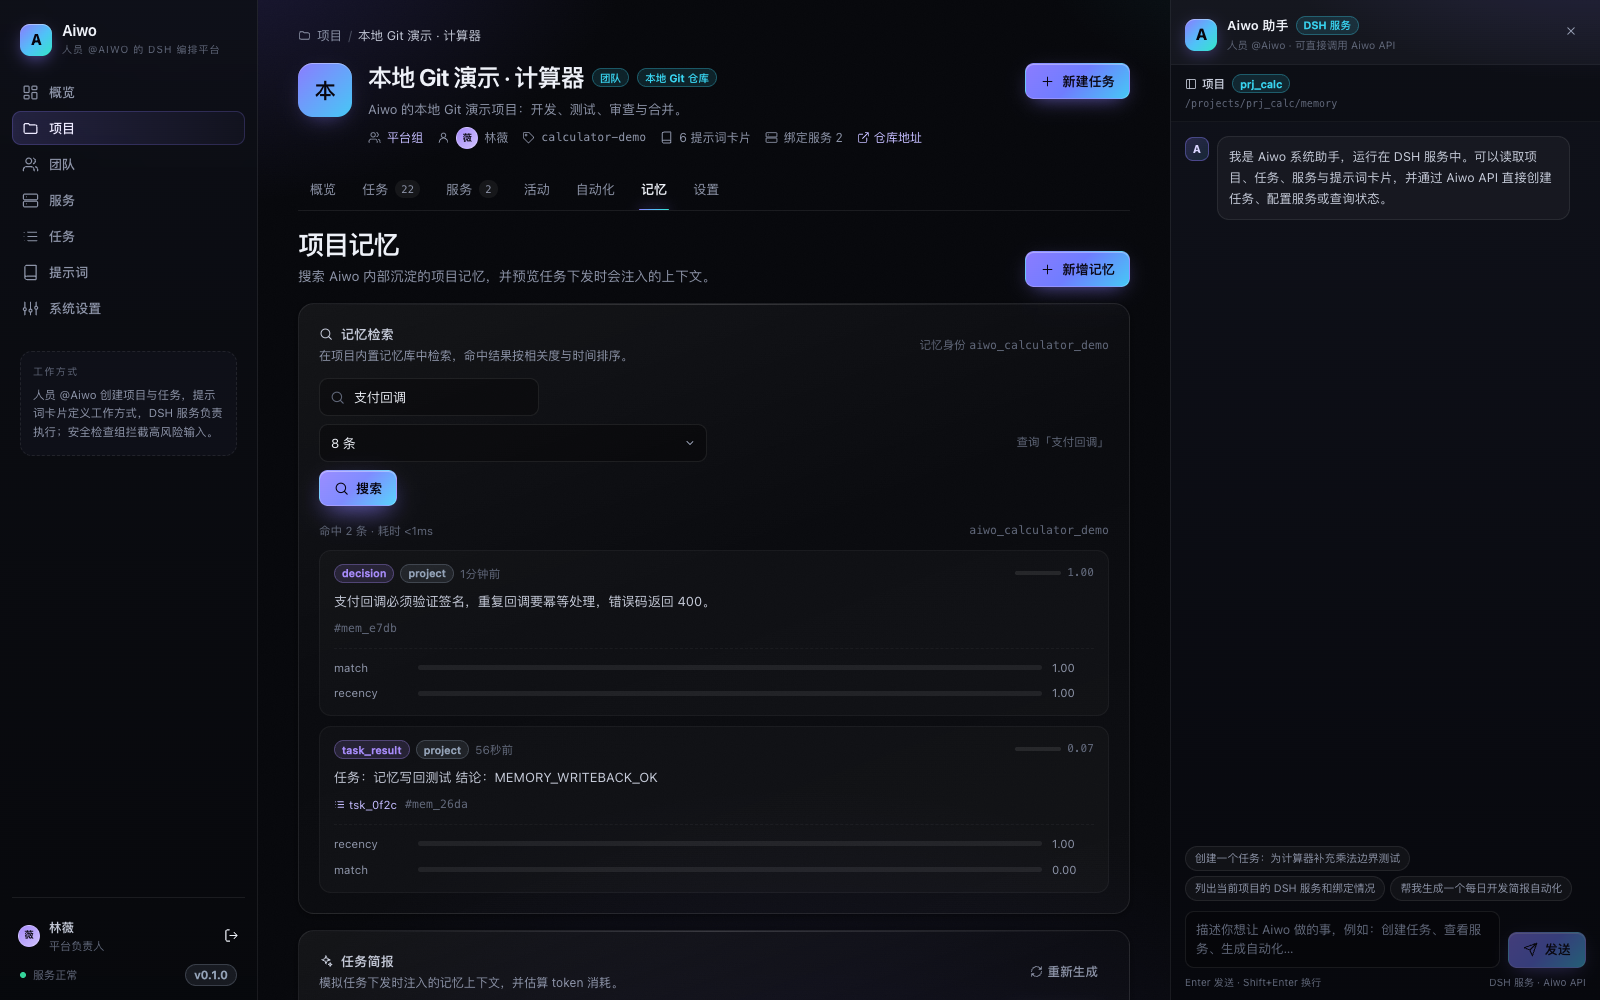 A
Aiwo
人员 @AIWO 的 DSH 编排平台
概览
项目
团队
服务
任务
提示词
系统设置
工作方式
人员 @Aiwo 创建项目与任务，提示
词卡片定义工作方式，DSH 服务负责
执行；安全检查组拦截高风险输入。
薇
林薇
平台负责人
服务正常
v0.1.0
项目 / 本地 Git 演示 · 计算器
本
本地 Git 演示 · 计算器
团队
本地 Git 仓库
Aiwo 的本地 Git 演示项目：开发、测试、审查与合并。
平台组
薇 林薇
calculator-demo
6 提示词卡片
绑定服务 2
仓库地址
新建任务
概览
任务 22
服务 2
活动
自动化
记忆
设置
项目记忆
搜索 Aiwo 内部沉淀的项目记忆，并预览任务下发时会注入的上下文。
新增记忆
记忆检索
在项目内置记忆库中检索，命中结果按相关度与时间排序。
记忆身份 aiwo_calculator_demo
支付回调
8 条
查询「支付回调」
搜索
命中 2 条 · 耗时 <1ms
aiwo_calculator_demo
decision project 1分钟前
1.00
支付回调必须验证签名，重复回调要幂等处理，错误码返回 400。
#mem_e7db
match 1.00
recency 1.00
task_result project 56秒前
0.07
任务：记忆写回测试 结论：MEMORY_WRITEBACK_OK
tsk_0f2c #mem_26da
recency 1.00
match 0.00
任务简报
模拟任务下发时注入的记忆上下文，并估算 token 消耗。
重新生成
A
Aiwo 助手
DSH 服务
人员 @Aiwo · 可直接调用 Aiwo API
项目 prj_calc
/projects/prj_calc/memory
A
我是 Aiwo 系统助手，运行在 DSH 服务中。可以读取项
目、任务、服务与提示词卡片，并通过 Aiwo API 直接创建
任务、配置服务或查询状态。
创建一个任务：为计算器补充乘法边界测试
列出当前项目的 DSH 服务和绑定情况
帮我生成一个每日开发简报自动化
描述你想让 Aiwo 做的事，例如：创建任务、查看服
务、生成自动化...
发送
Enter 发送 · Shift+Enter 换行
DSH 服务 · Aiwo API